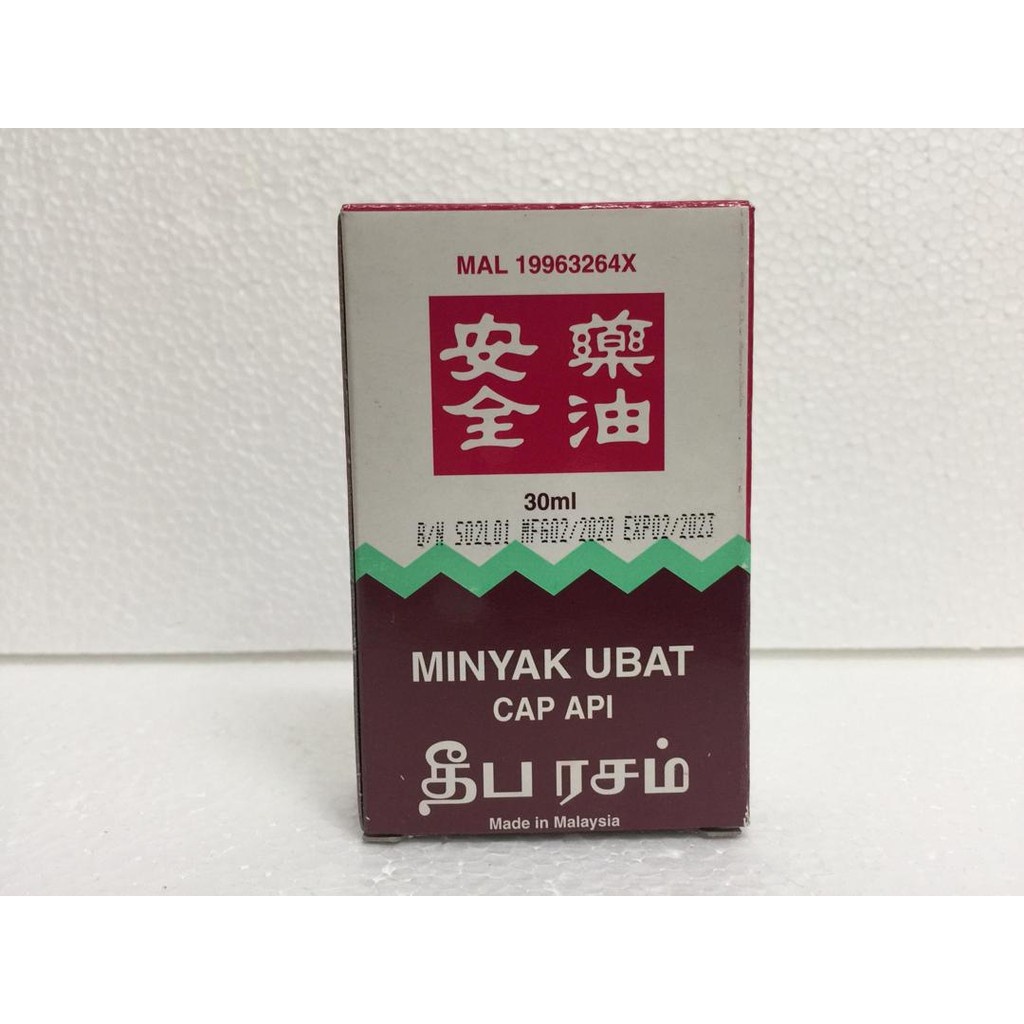 MAL 19963264X
安全
藥油
30ml
B/N S02L01 MFG02/2020 EXP02/2023
MINYAK UBAT
CAP API
தீப ரசம்
Made in Malaysia